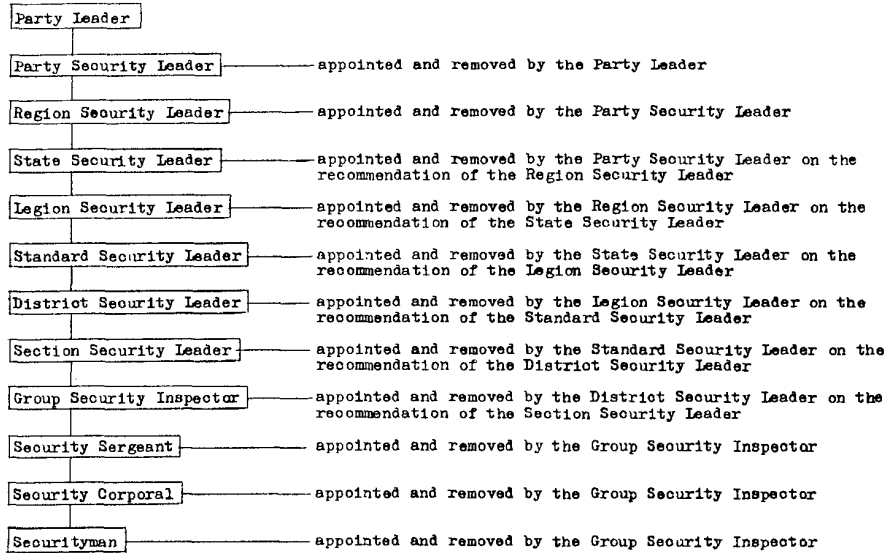 Party Leader
Party Security Leader appointed and removed by the Party Leader
Region Security Leader appointed and removed by the Party Security Leader
State Security Leader appointed and removed by the Party Security Leader on the
recommendation of the Region Security Leader
Legion Security Leader appointed and removed by the Region Security Leader on the
recommendation of the State Security Leader
Standard Security Leader appointed and removed by the State Security Leader on the
recommendation of the Legion Security Leader
District Security Leader appointed and removed by the Legion Security Leader on the
recommendation of the Standard Security Leader
Section Security Leader appointed and removed by the Standard Security Leader on the
recommendation of the District Security Leader
Group Security Inspector appointed and removed by the District Security Leader on the
recommendation of the Section Security Leader
Security Sergeant appointed and removed by the Group Security Inspector
Security Corporal appointed and removed by the Group Security Inspector
Securityman appointed and removed by the Group Security Inspector